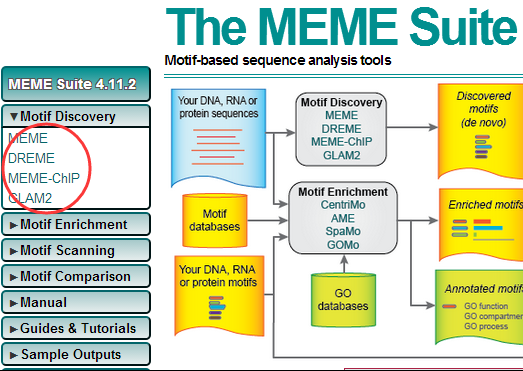 The MEME Suite
Motif-based sequence analysis tools
MEME Suite 4.11.2
▼Motif Discovery
MEME
DREME
MEME-ChIP
GLAM2
►Motif Enrichment
►Motif Scanning
►Motif Comparison
►Manual
►Guides & Tutorials
►Sample Outputs
Your DNA, RNA or
protein sequences
Motif Discovery
MEME
DREME
MEME-ChIP
GLAM2
Discovered
motifs
(de novo)
Motif
databases
Motif Enrichment
CentriMo
AME
SpaMo
GOMo
Enriched motifs
Your DNA, RNA
or protein motifs
GO
databases
Annotated motif
GO function
GO compartme
GO process